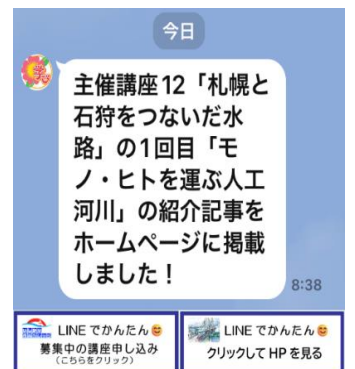 今日
学び
主催講座12「札幌と
石狩をつないだ水
路」の1回目「モ
ノ・ヒトを運ぶ人工
河川」の紹介記事を
ホームページに掲載
しました！
8:38
LINEでかんたん😊
募集中の講座申し込み
（こちらをクリック）
LINEでかんたん😊
クリックしてHPを見る